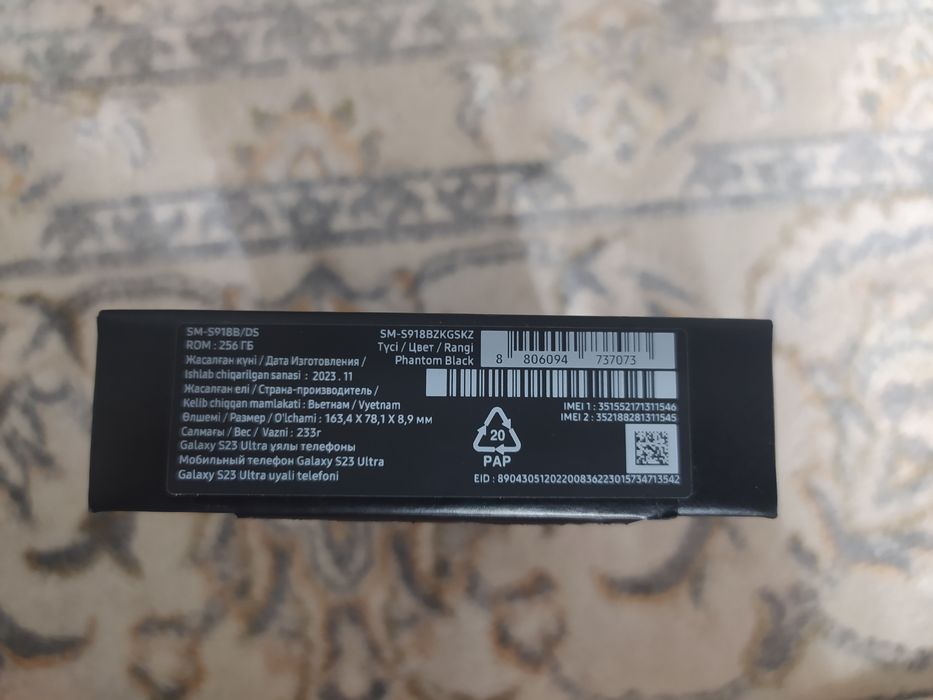 SM-S918B/DS
ROM : 256 ГБ
Жасалған күні / Дата Изготовления /
Ishlab chiqarilgan sanasi : 2023 . 11
Жасалған елі / Страна-производитель /
Kelib chiqqan mamlakati : Вьетнам / Vyetnam
Өлшемі / Размер / O'lchami : 163,4 X 78,1 X 8,9 мм
Салмағы / Вес / Vazni : 233г
Galaxy S23 Ultra ұялы телефоны
Мобильный телефон Galaxy S23 Ultra
Galaxy S23 Ultra uyali telefoni
SM-S918BZKGSKZ
Түсі / Цвет / Rangi
Phantom Black
8 806094 737073
IMEI 1 : 351552171311546
IMEI 2 : 352188281311545
20
PAP
EID : 89043051202200836223015734713542